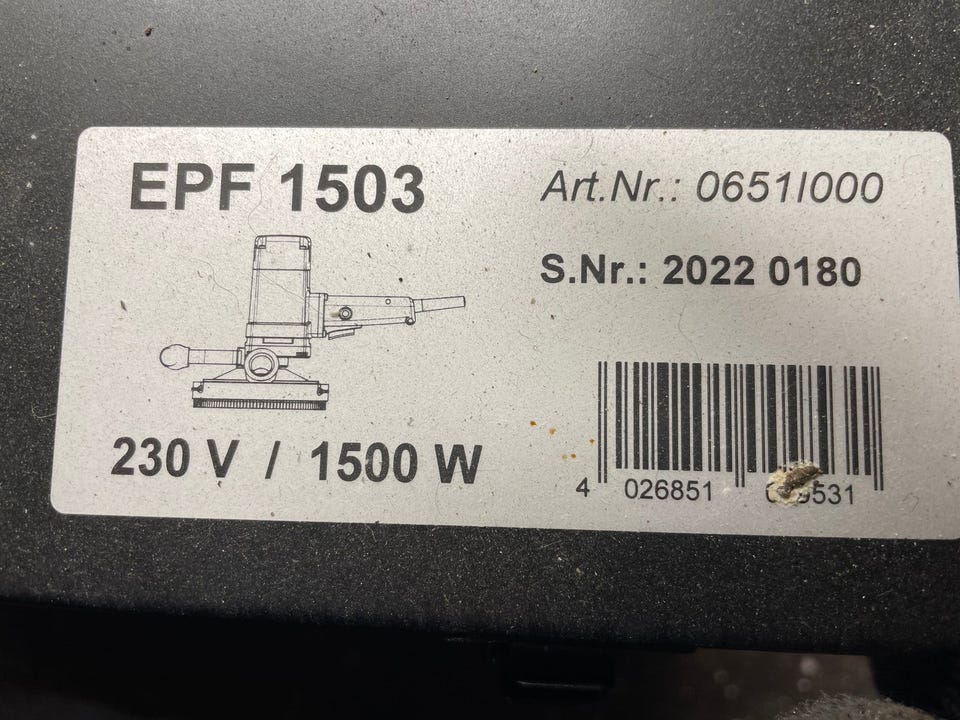 EPF 1503
Art.Nr.: 0651I000
S.Nr.: 2022 0180
230 V / 1500 W
4 026851